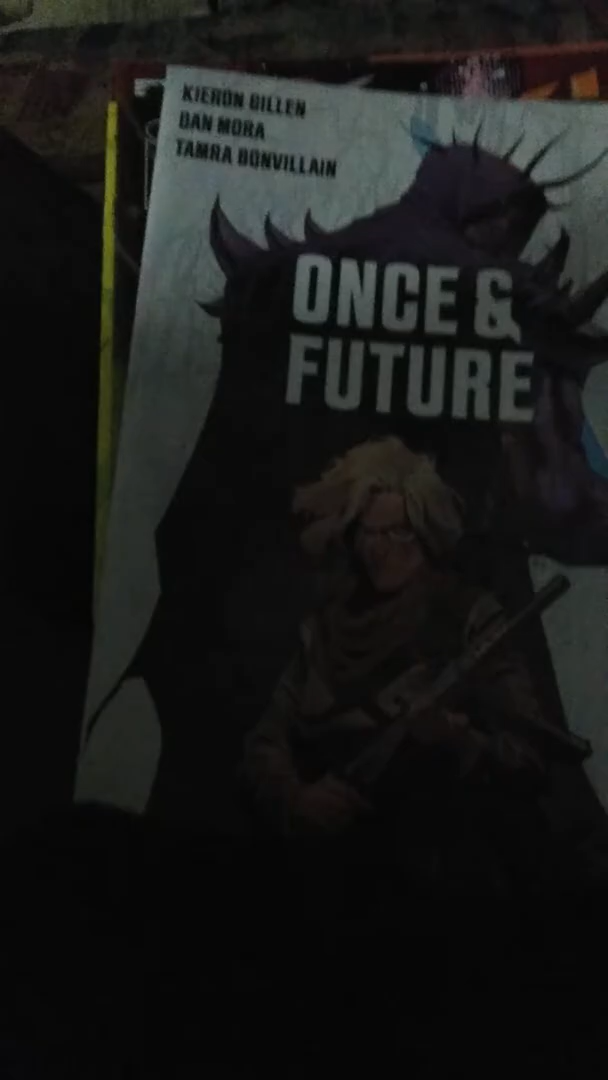 KIERON GILLEN
DAN MORA
TAMRA BONVILLAIN
ONCE &
FUTURE